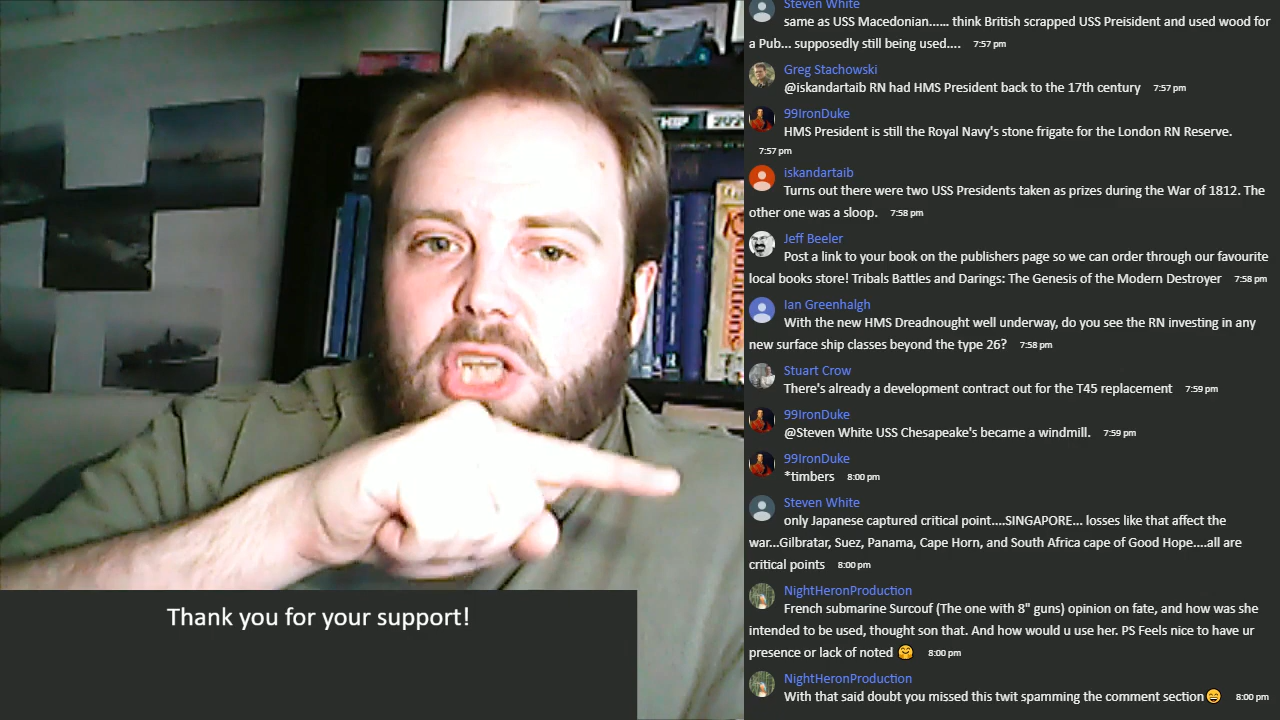 Steven White
same as USS Macedonian...... think British scrapped USS Preisident and used wood for
a Pub... supposedly still being used.... 7:57 pm
Greg Stachowski
@iskandartaib RN had HMS President back to the 17th century 7:57 pm
99IronDuke
HMS President is still the Royal Navy's stone frigate for the London RN Reserve.
7:57 pm
iskandartaib
Turns out there were two USS Presidents taken as prizes during the War of 1812. The
other one was a sloop. 7:58 pm
Jeff Beeler
Post a link to your book on the publishers page so we can order through our favourite
local books store! Tribals Battles and Darings: The Genesis of the Modern Destroyer 7:58 pm
Ian Greenhalgh
With the new HMS Dreadnought well underway, do you see the RN investing in any
new surface ship classes beyond the type 26? 7:58 pm
Stuart Crow
There's already a development contract out for the T45 replacement 7:59 pm
99IronDuke
@Steven White USS Chesapeake's became a windmill. 7:59 pm
99IronDuke
*timbers 8:00 pm
Steven White
only Japanese captured critical point....SINGAPORE... losses like that affect the
war...Gilbratar, Suez, Panama, Cape Horn, and South Africa cape of Good Hope....all are
critical points 8:00 pm
NightHeronProduction
French submarine Surcouf (The one with 8" guns) opinion on fate, and how was she
intended to be used, thought son that. And how would u use her. PS Feels nice to have ur
presence or lack of noted 🤗 8:00 pm
NightHeronProduction
With that said doubt you missed this twit spamming the comment section😄 8:00 pm
Thank you for your support!